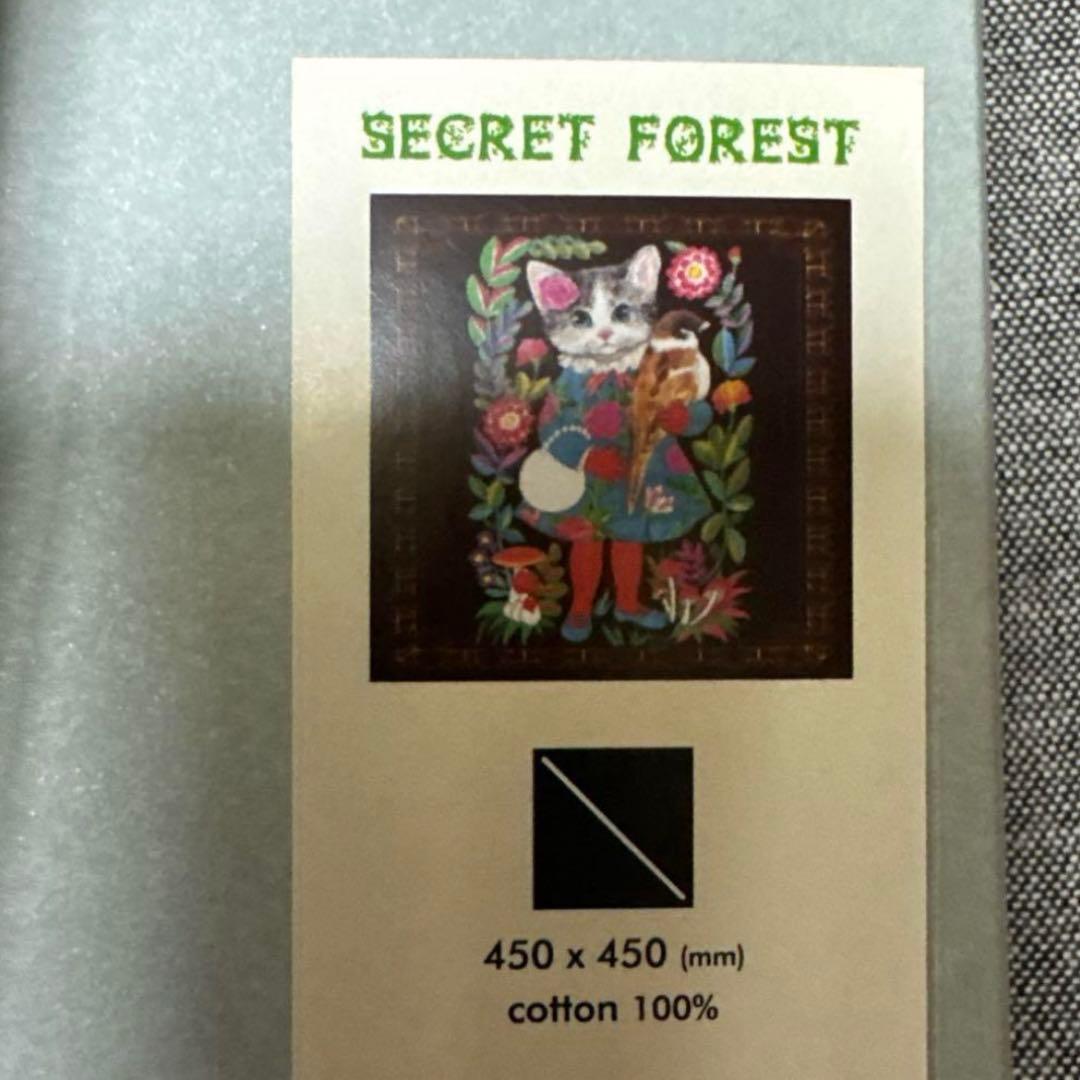 SECRET FOREST
450 x 450 (mm)
cotton 100%